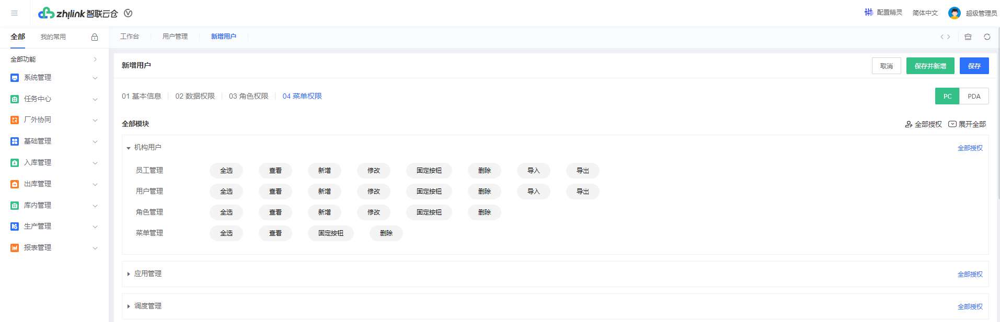 zhilink 智联云仓
配置精灵 简体中文 超级管理员
全部 我的常用
工作台 用户管理 新增用户
全部功能
系统管理
任务中心
厂外协同
基础管理
入库管理
出库管理
库内管理
生产管理
报表管理
新增用户
取消 保存并新增 保存
01 基本信息 02 数据权限 03 角色权限 04 菜单权限
PC PDA
全部模块
全部授权 展开全部
机构用户 全部授权
员工管理 全选 查看 新增 修改 固定按钮 删除 导入 导出
用户管理 全选 查看 新增 修改 固定按钮 删除 导入 导出
角色管理 全选 查看 新增 修改 固定按钮 删除
菜单管理 全选 查看 固定按钮 删除
应用管理 全部授权
调度管理 全部授权